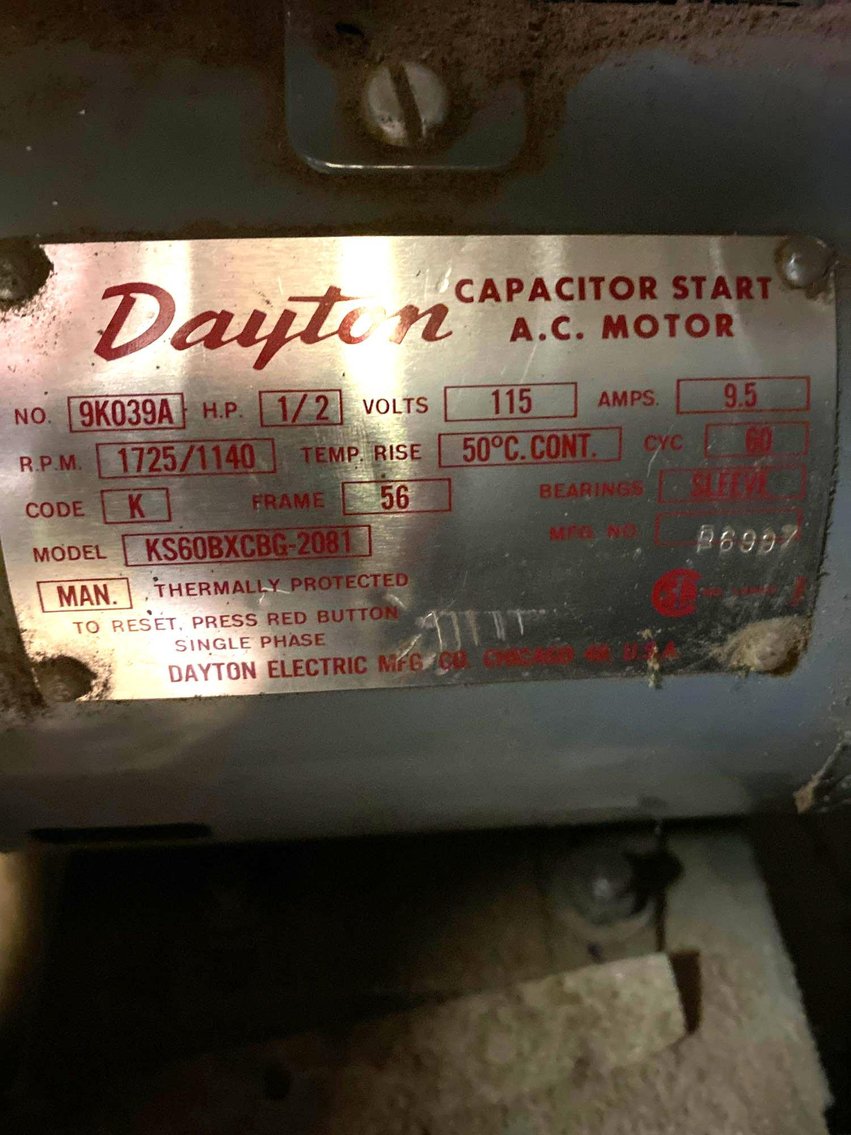 Dayton CAPACITOR START
A.C. MOTOR
NO. 9K039A H.P. 1/2 VOLTS 115 AMPS. 9.5
R.P.M. 1725/1140 TEMP. RISE 50°C. CONT. CYC 60
CODE K FRAME 56 BEARINGS SLEEVE
MODEL KS60BXCBG-2081 MFG NO.
MAN. THERMALLY PROTECTED
TO RESET, PRESS RED BUTTON
SINGLE PHASE
DAYTON ELECTRIC MFG. CO. CHICAGO 48 U.S.A.